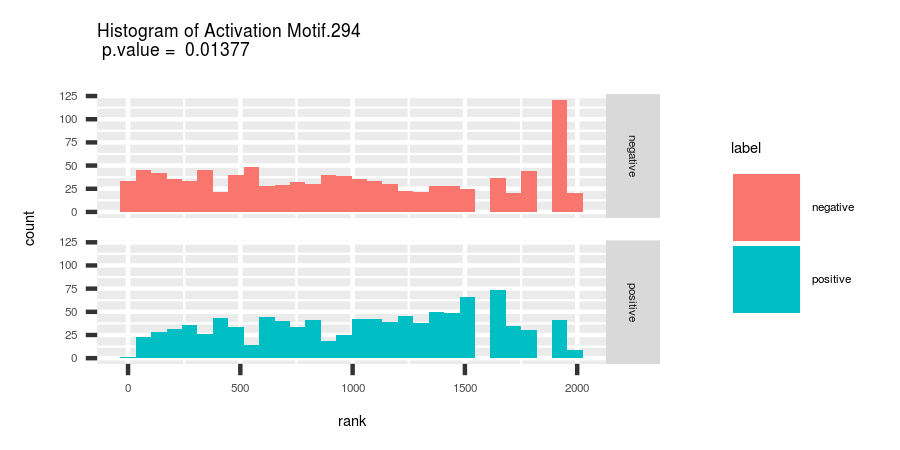 Histogram of Activation Motif.294
p.value = 0.01377
125
100
75
50
25
0
negative
125
100
75
50
25
0
positive
0 500 1000 1500 2000
rank
count
label
negative
positive